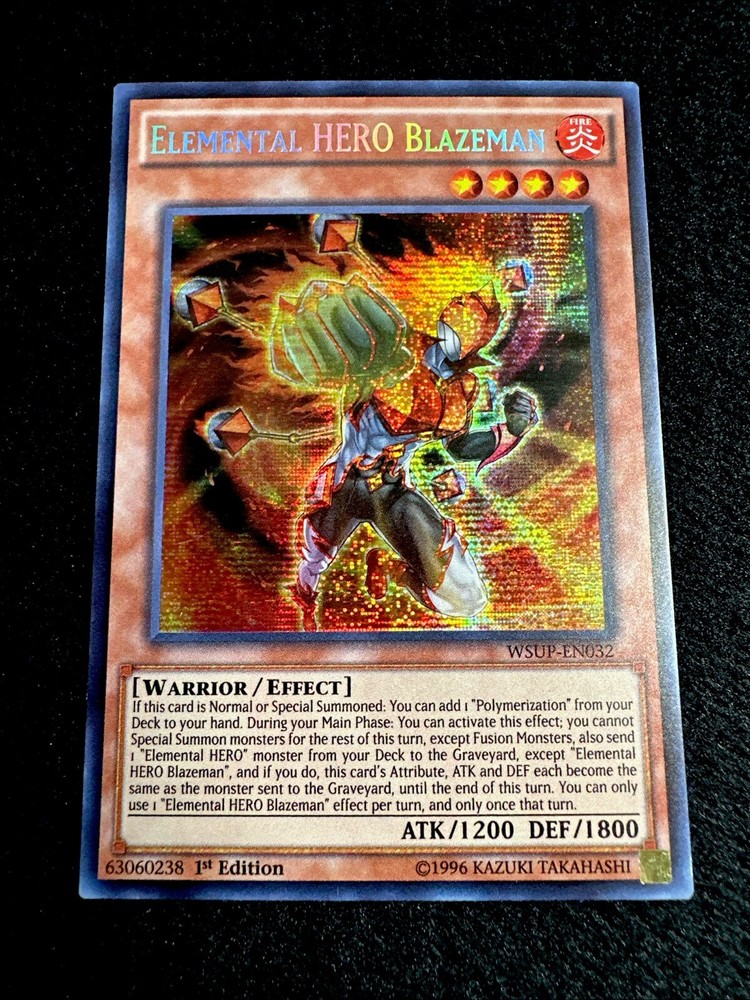 ELEMENTAL HERO BLAZEMAN
FIRE
炎
WSUP-EN032
[WARRIOR/EFFECT]
If this card is Normal or Special Summoned: You can add 1 "Polymerization" from your
Deck to your hand. During your Main Phase: You can activate this effect; you cannot
Special Summon monsters for the rest of this turn, except Fusion Monsters, also send
1 "Elemental HERO" monster from your Deck to the Graveyard, except "Elemental
HERO Blazeman", and if you do, this card's Attribute, ATK and DEF each become the
same as the monster sent to the Graveyard, until the end of this turn. You can only
use 1 "Elemental HERO Blazeman" effect per turn, and only once that turn.
ATK/1200 DEF/1800
63060238 1st Edition ©1996 KAZUKI TAKAHASHI